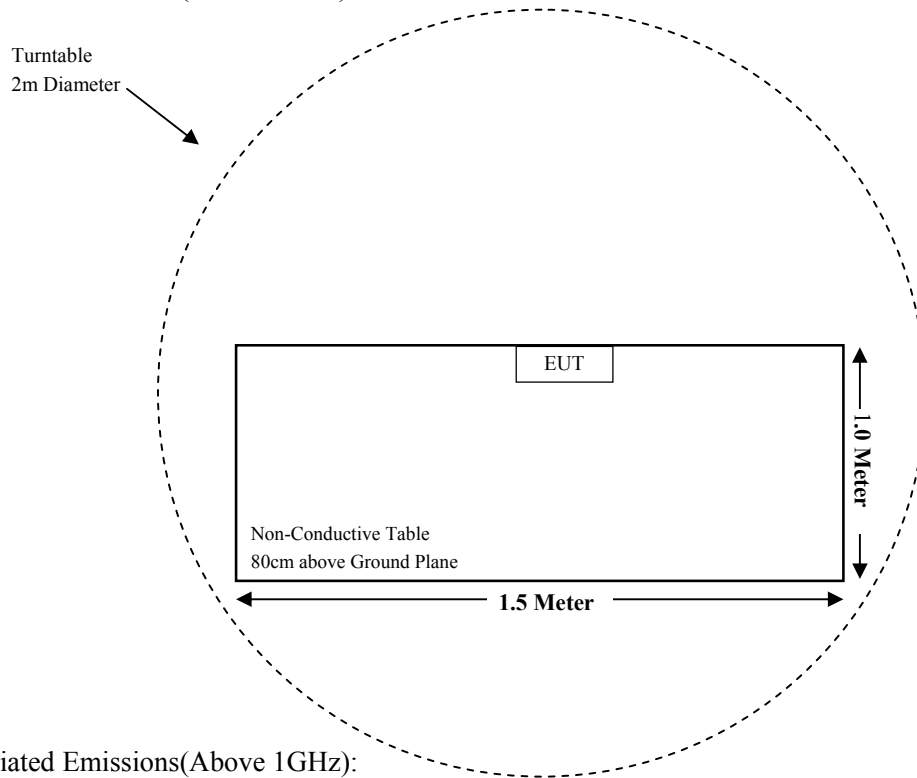 Turntable
2m Diameter
EUT
1.0 Meter
Non-Conductive Table
80cm above Ground Plane
1.5 Meter
iated Emissions(Above 1GHz):